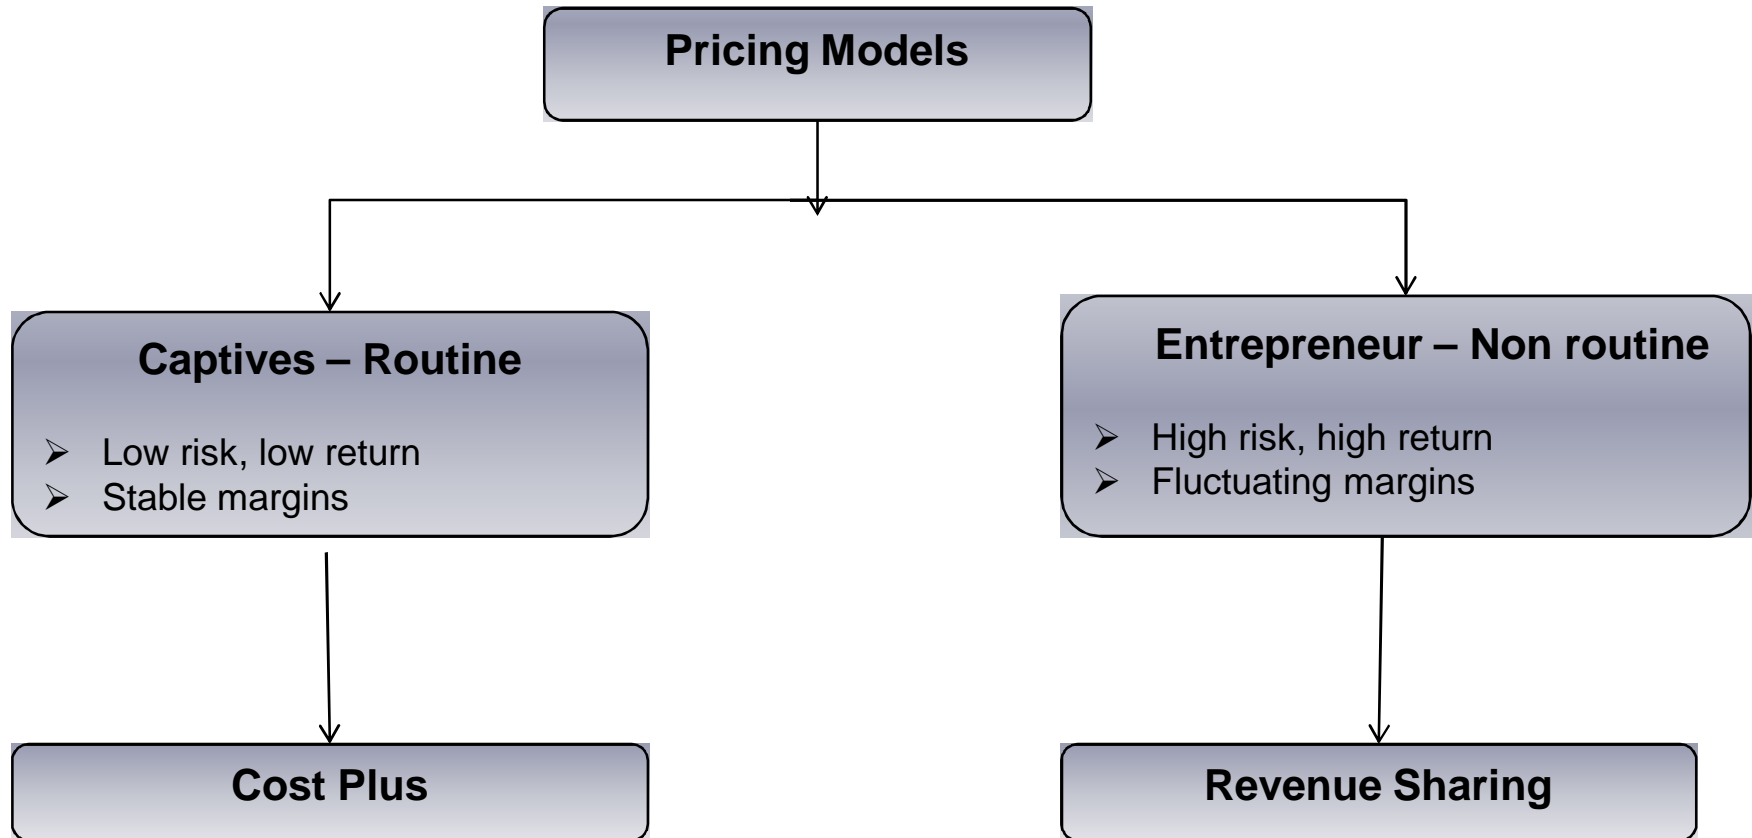 Pricing Models
Captives – Routine
➢ Low risk, low return
➢ Stable margins
Entrepreneur – Non routine
➢ High risk, high return
➢ Fluctuating margins
Cost Plus
Revenue Sharing